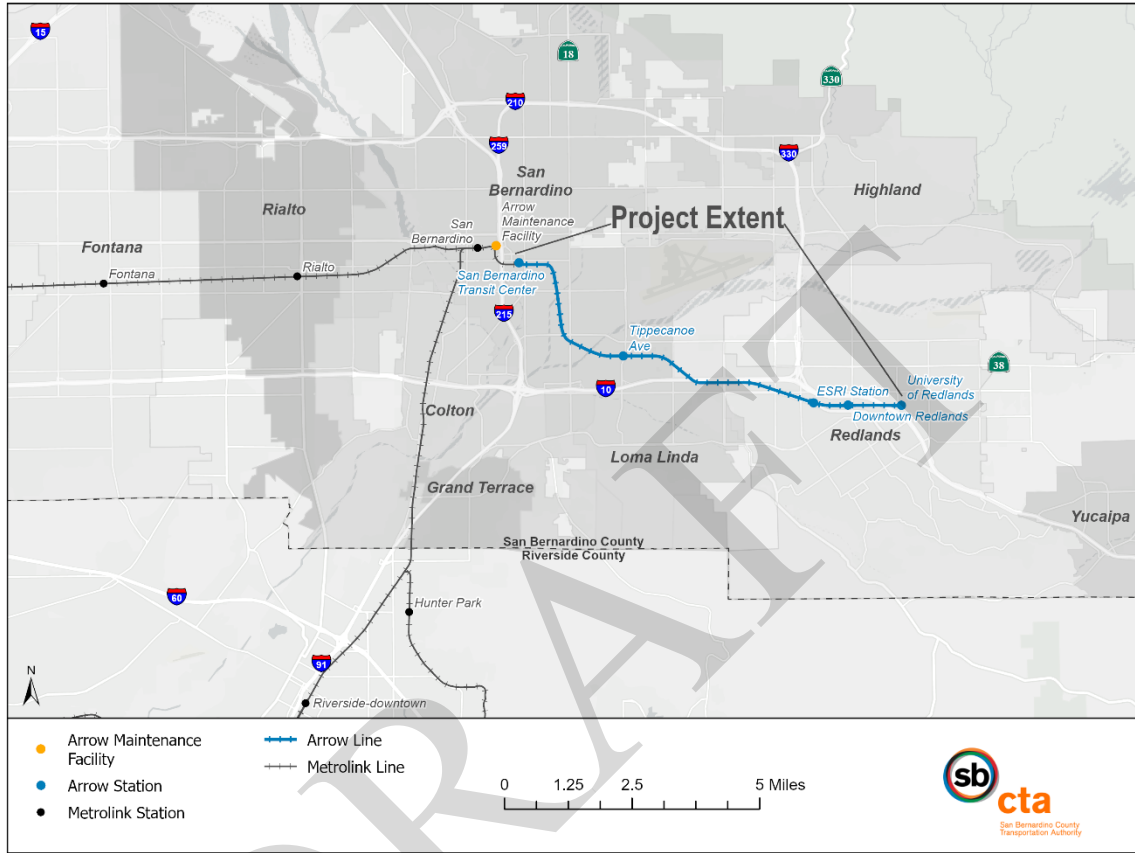 15
18
330
210
259
330
San
Bernardino
Highland
Arrow
Maintenance
Facility
Project Extent
Rialto
San
Bernardino
Fontana
Rialto
Fontana
San Bernardino
Transit Center
215
Tippecanoe
Ave
38
10
ESRI Station
University
of Redlands
Downtown Redlands
Colton
Redlands
Loma Linda
Grand Terrace
Yucaipa
San Bernardino County
Riverside County
60
Hunter Park
91
N
Riverside-downtown
DRAFT
Arrow Maintenance
Facility
Arrow Station
Metrolink Station
Arrow Line
Metrolink Line
0 1.25 2.5 5 Miles
sb
cta
San Bernardino County
Transportation Authority